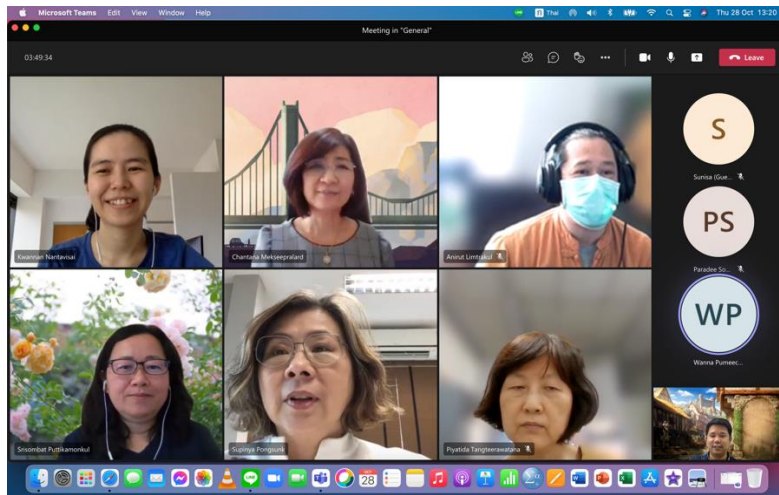 Microsoft Teams Edit View Window Help
Thai
Thu 28 Oct 13:20
Meeting in "General"
03:49:34
Leave
Kwannan Nantavisai
Chantana Mekseepralard
Anirut Limtrakul
S
Sunisa (Gue...
PS
Paradee So...
WP
Wanna Pumeec...
Srisombat Puttikamonkul
Supinya Pongsunk
Piyatida Tangteerawatana
OCT
28